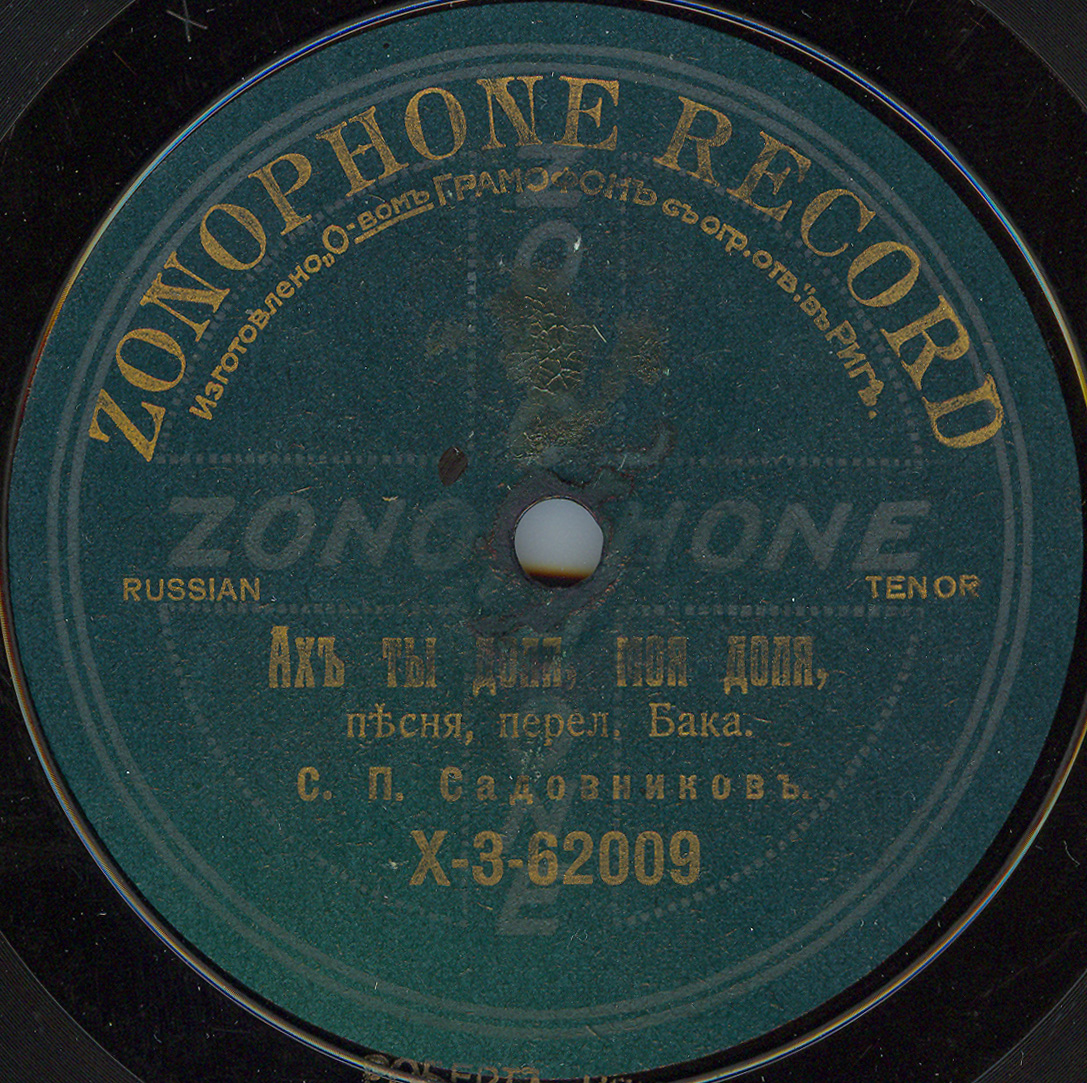 ZONOPHONE RECORD
Изготовлено „О-вомъ Грамофонъ съ огр. отв." въ Ригѣ.
ZONOPHONE
ZONOPHONE
RUSSIAN
TENOR
Ахъ ты доля, моя доля,
пѣсня, перел. Бака.
С. П. Садовниковъ.
X-3-62009